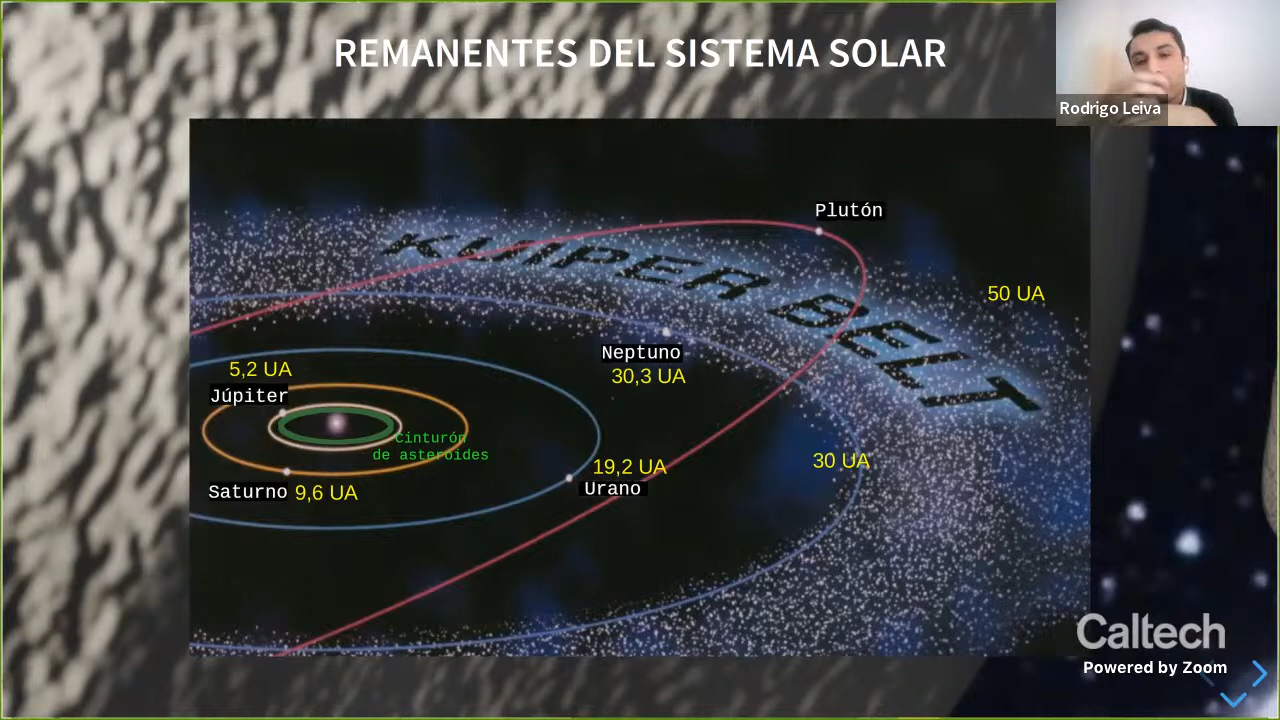 REMANENTES DEL SISTEMA SOLAR
Rodrigo Leiva
Plutón
KUIPER BELT
50 UA
Neptuno
30,3 UA
5,2 UA
Júpiter
Cinturón
de asteroides
30 UA
19,2 UA
Urano
Saturno 9,6 UA
Caltech
Powered by Zoom